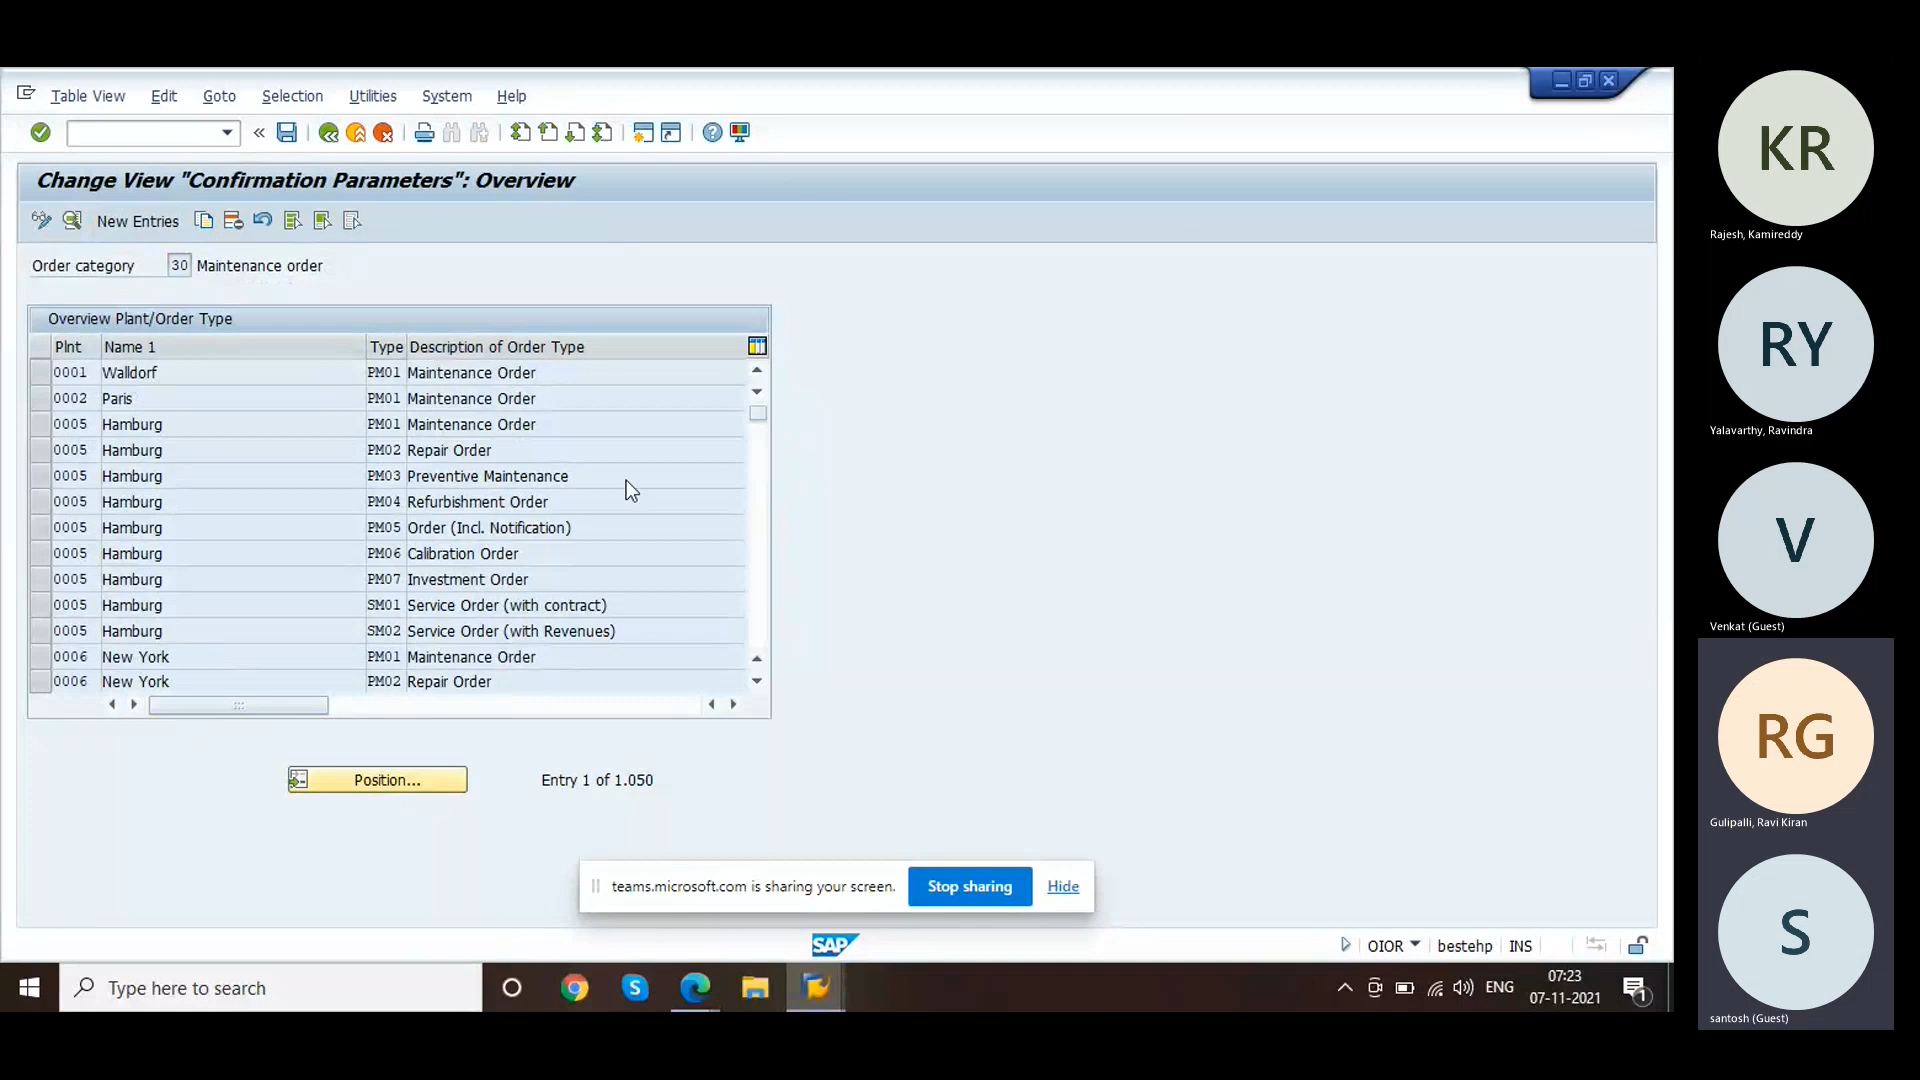 Table View Edit Goto Selection Utilities System Help
«
Change View "Confirmation Parameters": Overview
New Entries
Order category 30 Maintenance order
Overview Plant/Order Type
Plnt Name 1 Type Description of Order Type
0001 Walldorf PM01 Maintenance Order
0002 Paris PM01 Maintenance Order
0005 Hamburg PM01 Maintenance Order
0005 Hamburg PM02 Repair Order
0005 Hamburg PM03 Preventive Maintenance
0005 Hamburg PM04 Refurbishment Order
0005 Hamburg PM05 Order (Incl. Notification)
0005 Hamburg PM06 Calibration Order
0005 Hamburg PM07 Investment Order
0005 Hamburg SM01 Service Order (with contract)
0005 Hamburg SM02 Service Order (with Revenues)
0006 New York PM01 Maintenance Order
0006 New York PM02 Repair Order
Position... Entry 1 of 1.050
teams.microsoft.com is sharing your screen. Stop sharing Hide
SAP OIOR bestehp INS
Type here to search S ENG 07:23
07-11-2021 1
KR
Rajesh, Kamireddy
RY
Yalavarthy, Ravindra
V
Venkat (Guest)
RG
Gulipalli, Ravi Kiran
S
santosh (Guest)